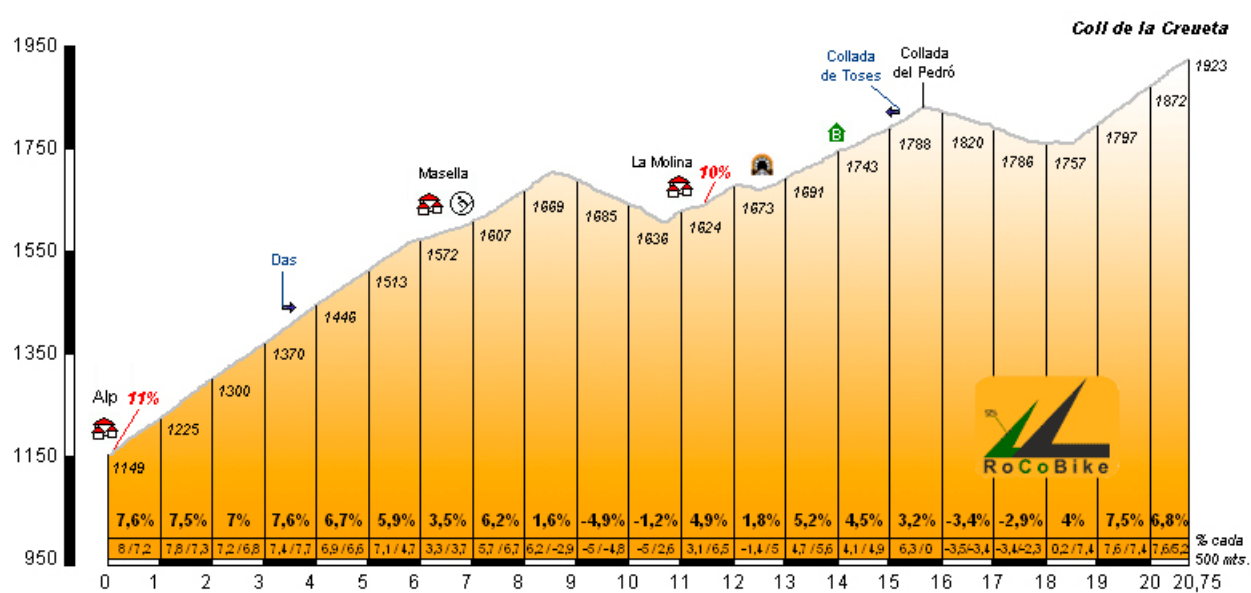 Coll de la Creueta
1950
1750
1550
1350
1150
950
Alp
11%
Das
Masella
La Molina
10%
B
Collada
de Toses
Collada
del Pedró
1149
1225
1300
1370
1446
1513
1572
1607
1669
1685
1636
1624
1673
1691
1743
1788
1820
1786
1757
1797
1872
1923
RoCoBike
7,6% 7,5% 7% 7,6% 6,7% 5,9% 3,5% 6,2% 1,6% -4,9% -1,2% 4,9% 1,8% 5,2% 4,5% 3,2% -3,4% -2,9% 4% 7,5% 6,8%
8/7,2 7,8/7,3 7,2/6,8 7,4/7,7 6,9/6,6 7,1/4,7 3,3/3,7 5,7/6,7 6,2/-2,9 -5/-4,8 -5/2,6 3,1/6,5 -1,4/5 4,7/5,6 4,1/4,9 6,3/0 -3,5/-3,4 -3,4/-2,3 0,2/7,4 7,6/7,4 7,6/5,2
% cada
500 mts.
0 1 2 3 4 5 6 7 8 9 10 11 12 13 14 15 16 17 18 19 20 20,75